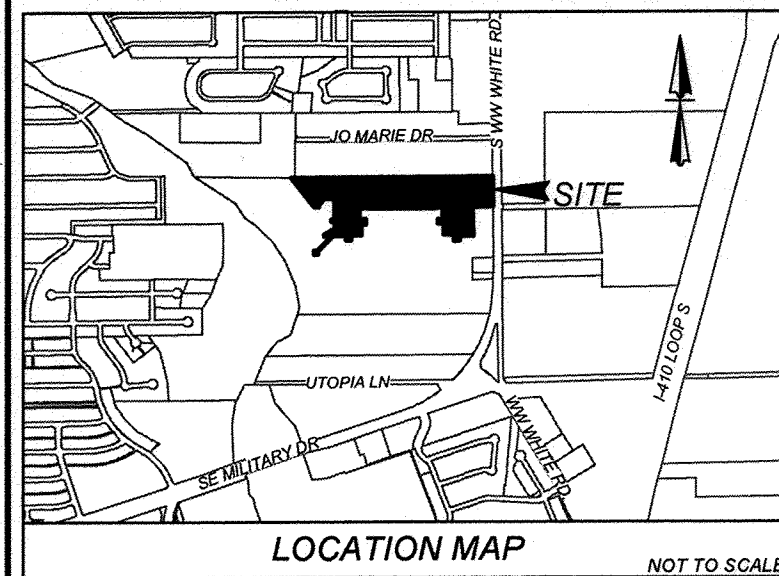 S WW WHITE RD
JO MARIE DR
SITE
I-410 LOOP S
UTOPIA LN
SE MILITARY DR
WW WHITE RD
LOCATION MAP
NOT TO SCALE